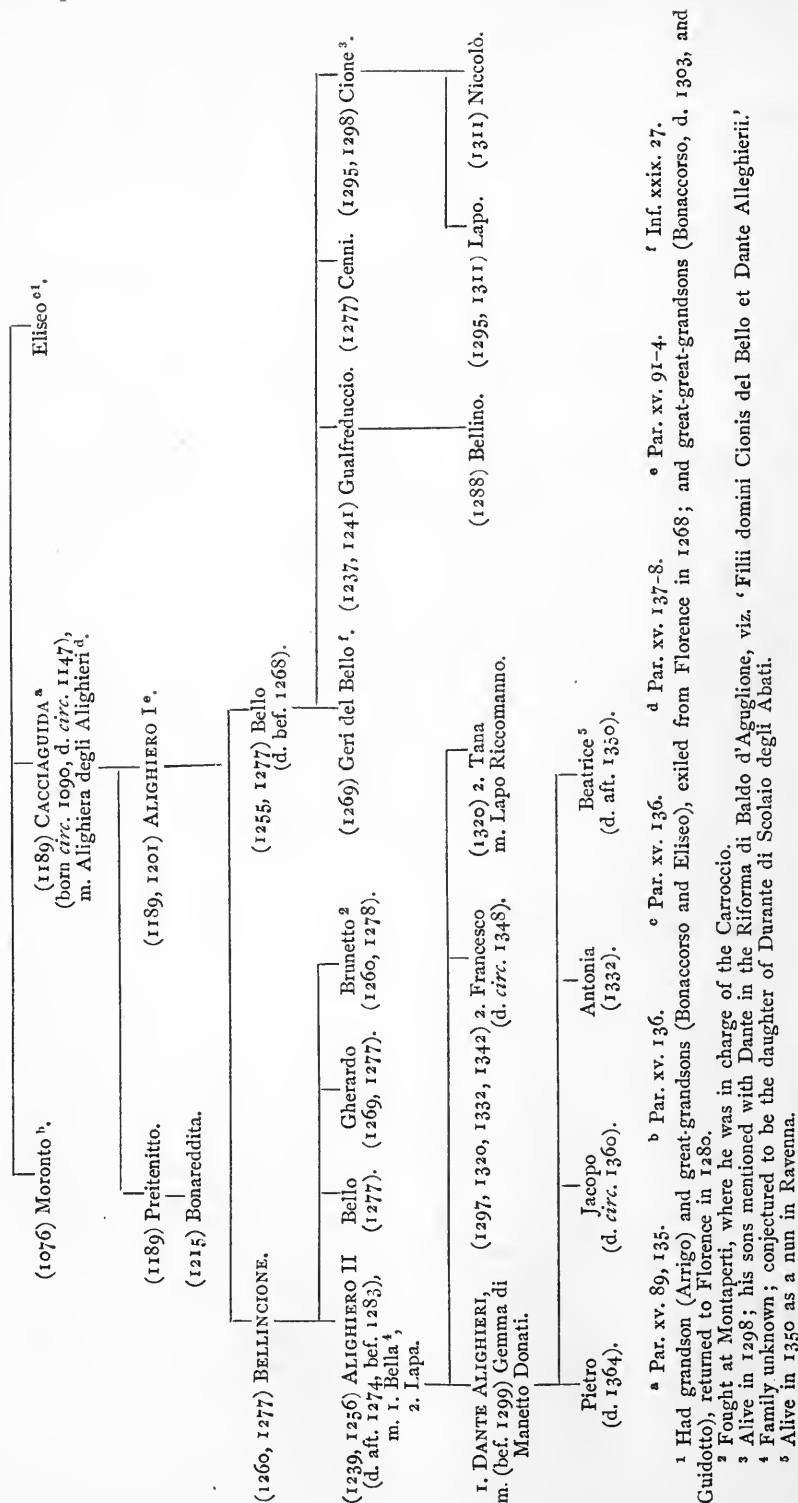 (1076) Moronto b.
(1189) CACCIAGUIDA a
(born circ. 1090, d. circ. 1147),
m. Alighiera degli Alighieri d.
Eliseo c1.
(1189) Preitenitto.
(1215) Bonareddita.
(1189, 1201) ALIGHIERO I e.
(1260, 1277) BELLINCIONE.
(1255, 1277) Bello
(d. bef. 1268).
(1239, 1256) ALIGHIERO II
(d. aft. 1274, bef. 1283),
m. 1. Bella 4,
2. Lapa.
Bello
(1277).
Gherardo
(1269, 1277).
Brunetto 2
(1260, 1278).
(1269) Geri del Bello f.
(1237, 1241) Gualfreduccio.
(1277) Cenni.
(1295, 1298) Cione 3.
1. DANTE ALIGHIERI,
m. (bef. 1299) Gemma di
Manetto Donati.
(1297, 1320, 1332, 1342) 2. Francesco
(d. circ. 1348).
(1320) 2. Tana
m. Lapo Riccomanno.
(1288) Bellino.
(1295, 1311) Lapo.
(1311) Niccolò.
Pietro
(d. 1364).
Jacopo
(d. circ. 1360).
Antonia
(1332).
Beatrice 5
(d. aft. 1350).
a Par. xv. 89, 135. b Par. xv. 136. c Par. xv. 136. d Par. xv. 137-8. e Par. xv. 91-4. f Inf. xxix. 27.
1 Had grandson (Arrigo) and great-grandsons (Bonaccorso and Eliseo), exiled from Florence in 1268; and great-great-grandsons (Bonaccorso, d. 1303, and
Guidotto), returned to Florence in 1280.
2 Fought at Montaperti, where he was in charge of the Carroccio.
3 Alive in 1298; his sons mentioned with Dante in the Riforma di Baldo d'Aguglione, viz. 'Filii domini Cionis del Bello et Dante Alleghierii.'
4 Family unknown; conjectured to be the daughter of Durante di Scolaio degli Abati.
5 Alive in 1350 as a nun in Ravenna.